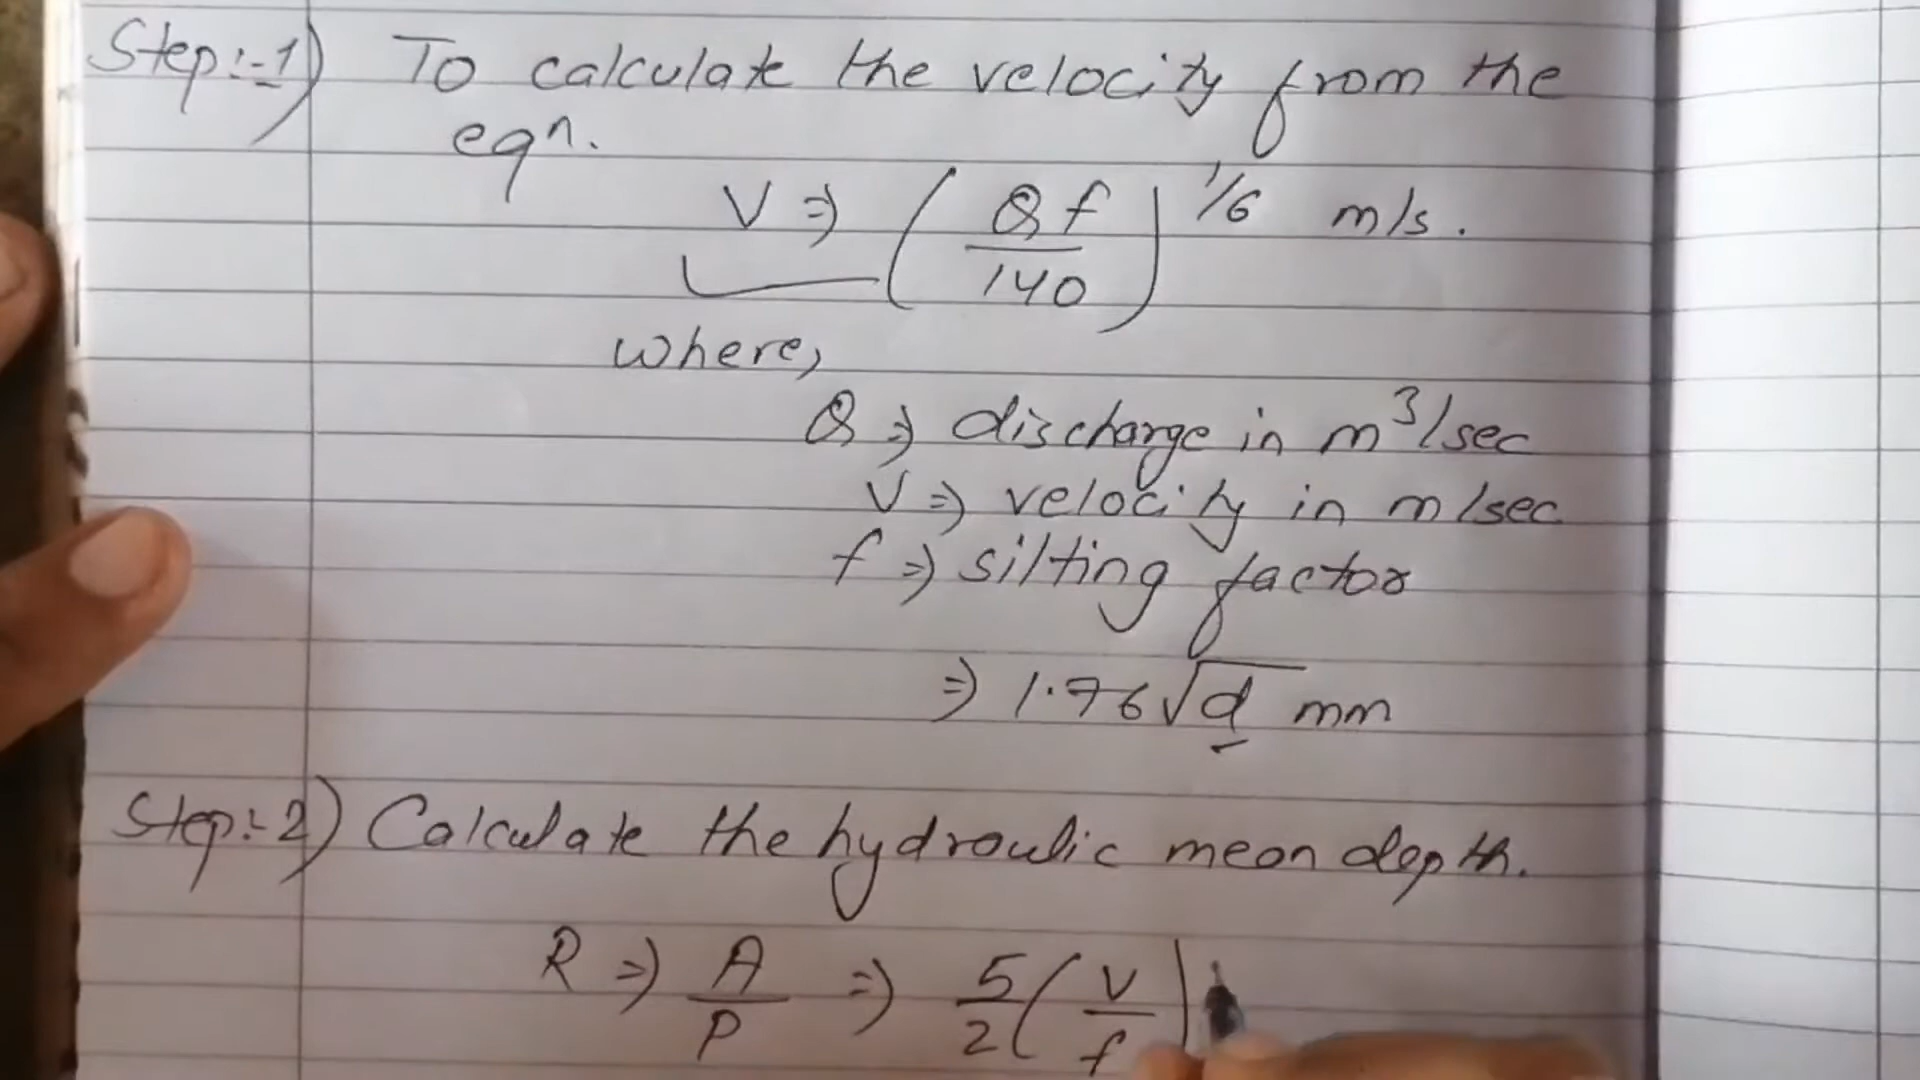 Step:-1) To calculate the velocity from the
eqn.
V ⇒ (Qf/140)^1/6 m/s.
where,
Q ⇒ discharge in m³/sec
V ⇒ velocity in m/sec
f ⇒ silting factor
⇒ 1.76√d mm
Step:-2) Calculate the hydraulic mean depth.
R ⇒ A/P ⇒ 5/2 (V/f)